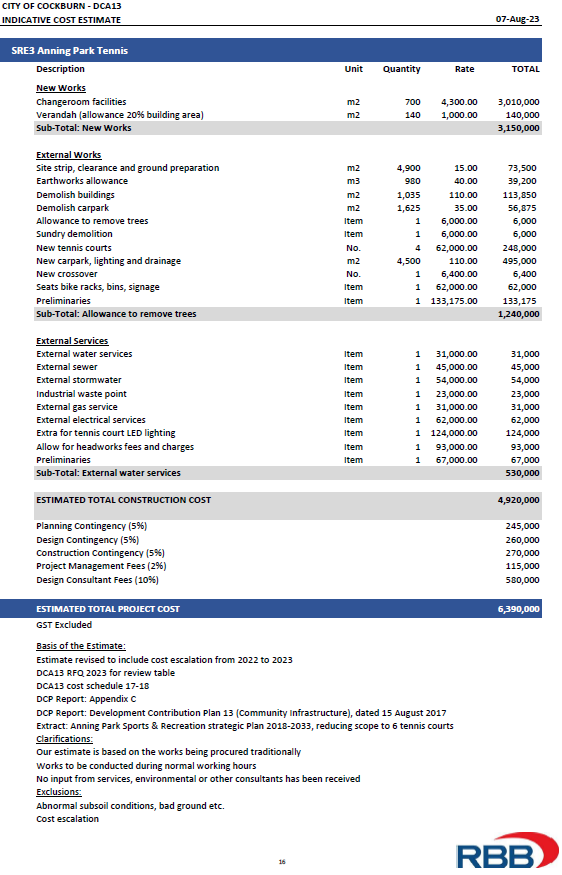 CITY OF COCKBURN - DCA13
INDICATIVE COST ESTIMATE 07-Aug-23
SRE3 Anning Park Tennis
Description Unit Quantity Rate TOTAL
New Works
Changeroom facilities m2 700 4,300.00 3,010,000
Verandah (allowance 20% building area) m2 140 1,000.00 140,000
Sub-Total: New Works 3,150,000
External Works
Site strip, clearance and ground preparation m2 4,900 15.00 73,500
Earthworks allowance m3 980 40.00 39,200
Demolish buildings m2 1,035 110.00 113,850
Demolish carpark m2 1,625 35.00 56,875
Allowance to remove trees Item 1 6,000.00 6,000
Sundry demolition Item 1 6,000.00 6,000
New tennis courts No. 4 62,000.00 248,000
New carpark, lighting and drainage m2 4,500 110.00 495,000
New crossover No. 1 6,400.00 6,400
Seats bike racks, bins, signage Item 1 62,000.00 62,000
Preliminaries Item 1 133,175.00 133,175
Sub-Total: Allowance to remove trees 1,240,000
External Services
External water services Item 1 31,000.00 31,000
External sewer Item 1 45,000.00 45,000
External stormwater Item 1 54,000.00 54,000
Industrial waste point Item 1 23,000.00 23,000
External gas service Item 1 31,000.00 31,000
External electrical services Item 1 62,000.00 62,000
Extra for tennis court LED lighting Item 1 124,000.00 124,000
Allow for headworks fees and charges Item 1 93,000.00 93,000
Preliminaries Item 1 67,000.00 67,000
Sub-Total: External water services 530,000
ESTIMATED TOTAL CONSTRUCTION COST 4,920,000
Planning Contingency (5%) 245,000
Design Contingency (5%) 260,000
Construction Contingency (5%) 270,000
Project Management Fees (2%) 115,000
Design Consultant Fees (10%) 580,000
ESTIMATED TOTAL PROJECT COST 6,390,000
GST Excluded
Basis of the Estimate:
Estimate revised to include cost escalation from 2022 to 2023
DCA13 RFQ 2023 for review table
DCA13 cost schedule 17-18
DCP Report: Appendix C
DCP Report: Development Contribution Plan 13 (Community Infrastructure), dated 15 August 2017
Extract: Anning Park Sports & Recreation strategic Plan 2018-2033, reducing scope to 6 tennis courts
Clarifications:
Our estimate is based on the works being procured traditionally
Works to be conducted during normal working hours
No input from services, environmental or other consultants has been received
Exclusions:
Abnormal subsoil conditions, bad ground etc.
Cost escalation
16
RBB